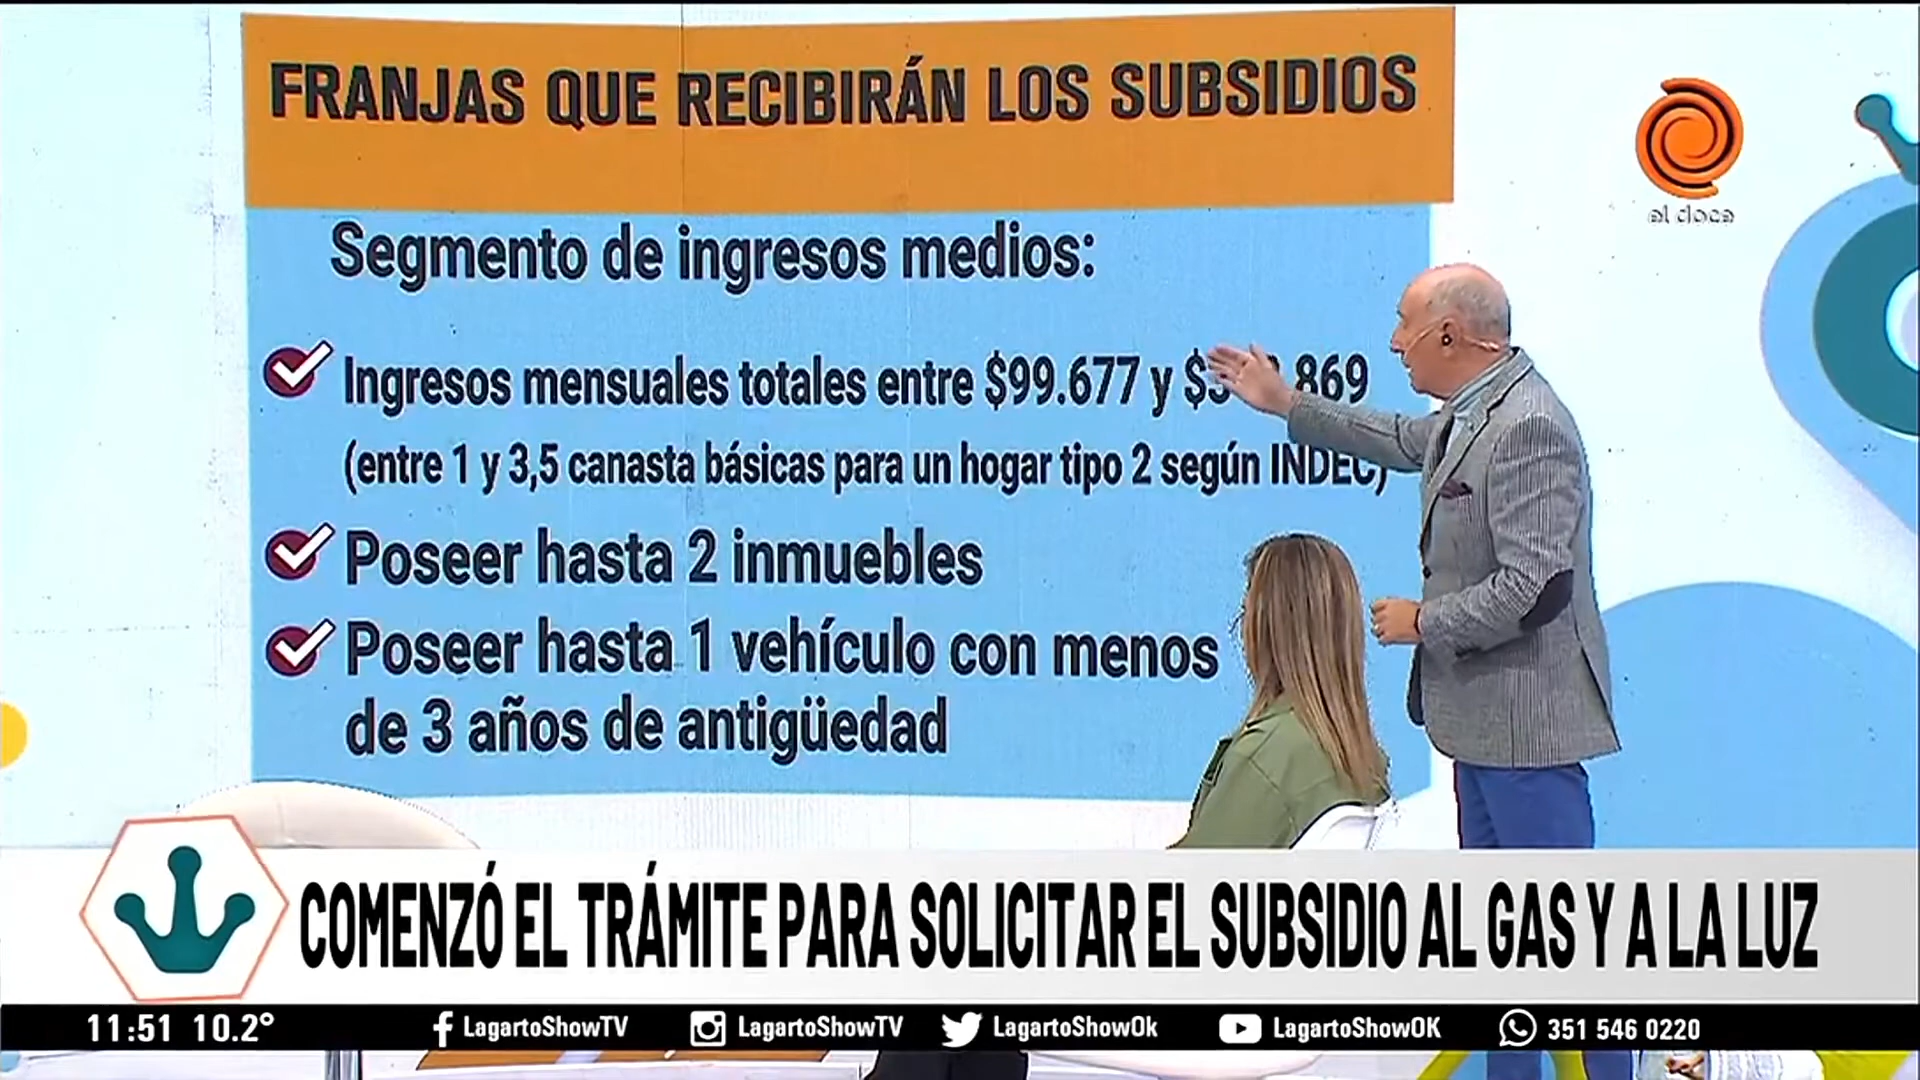 FRANJAS QUE RECIBIRÁN LOS SUBSIDIOS
el doce
Segmento de ingresos medios:
Ingresos mensuales totales entre $99.677 y
(entre 1 y 3,5 canasta básicas para un hogar tipo 2 según INDEC)
Poseer hasta 2 inmuebles
Poseer hasta 1 vehículo con menos
de 3 años de antigüedad
COMENZÓ EL TRÁMITE PARA SOLICITAR EL SUBSIDIO AL GAS Y A LA LUZ
11:51 10.2° LagartoShowTV LagartoShowTV LagartoShowOk LagartoShowOK 351 546 0220